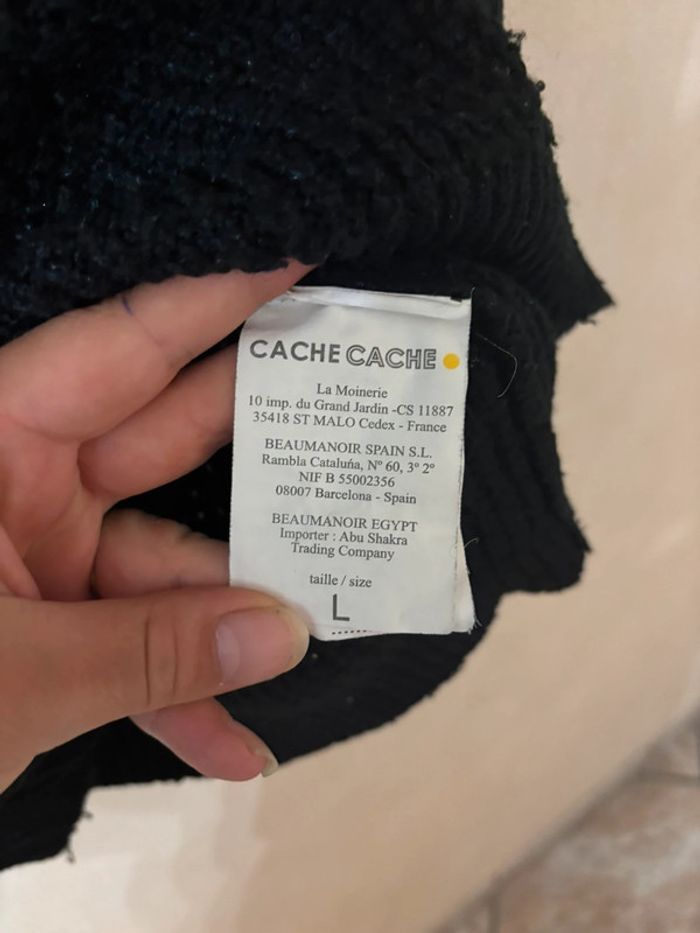 CACHE CACHE
La Moinerie
10 imp. du Grand Jardin -CS 11887
35418 ST MALO Cedex - France
BEAUMANOIR SPAIN S.L.
Rambla Cataluña, Nº 60, 3º 2º
NIF B 55002356
08007 Barcelona - Spain
BEAUMANOIR EGYPT
Importer : Abu Shakra
Trading Company
taille / size
L